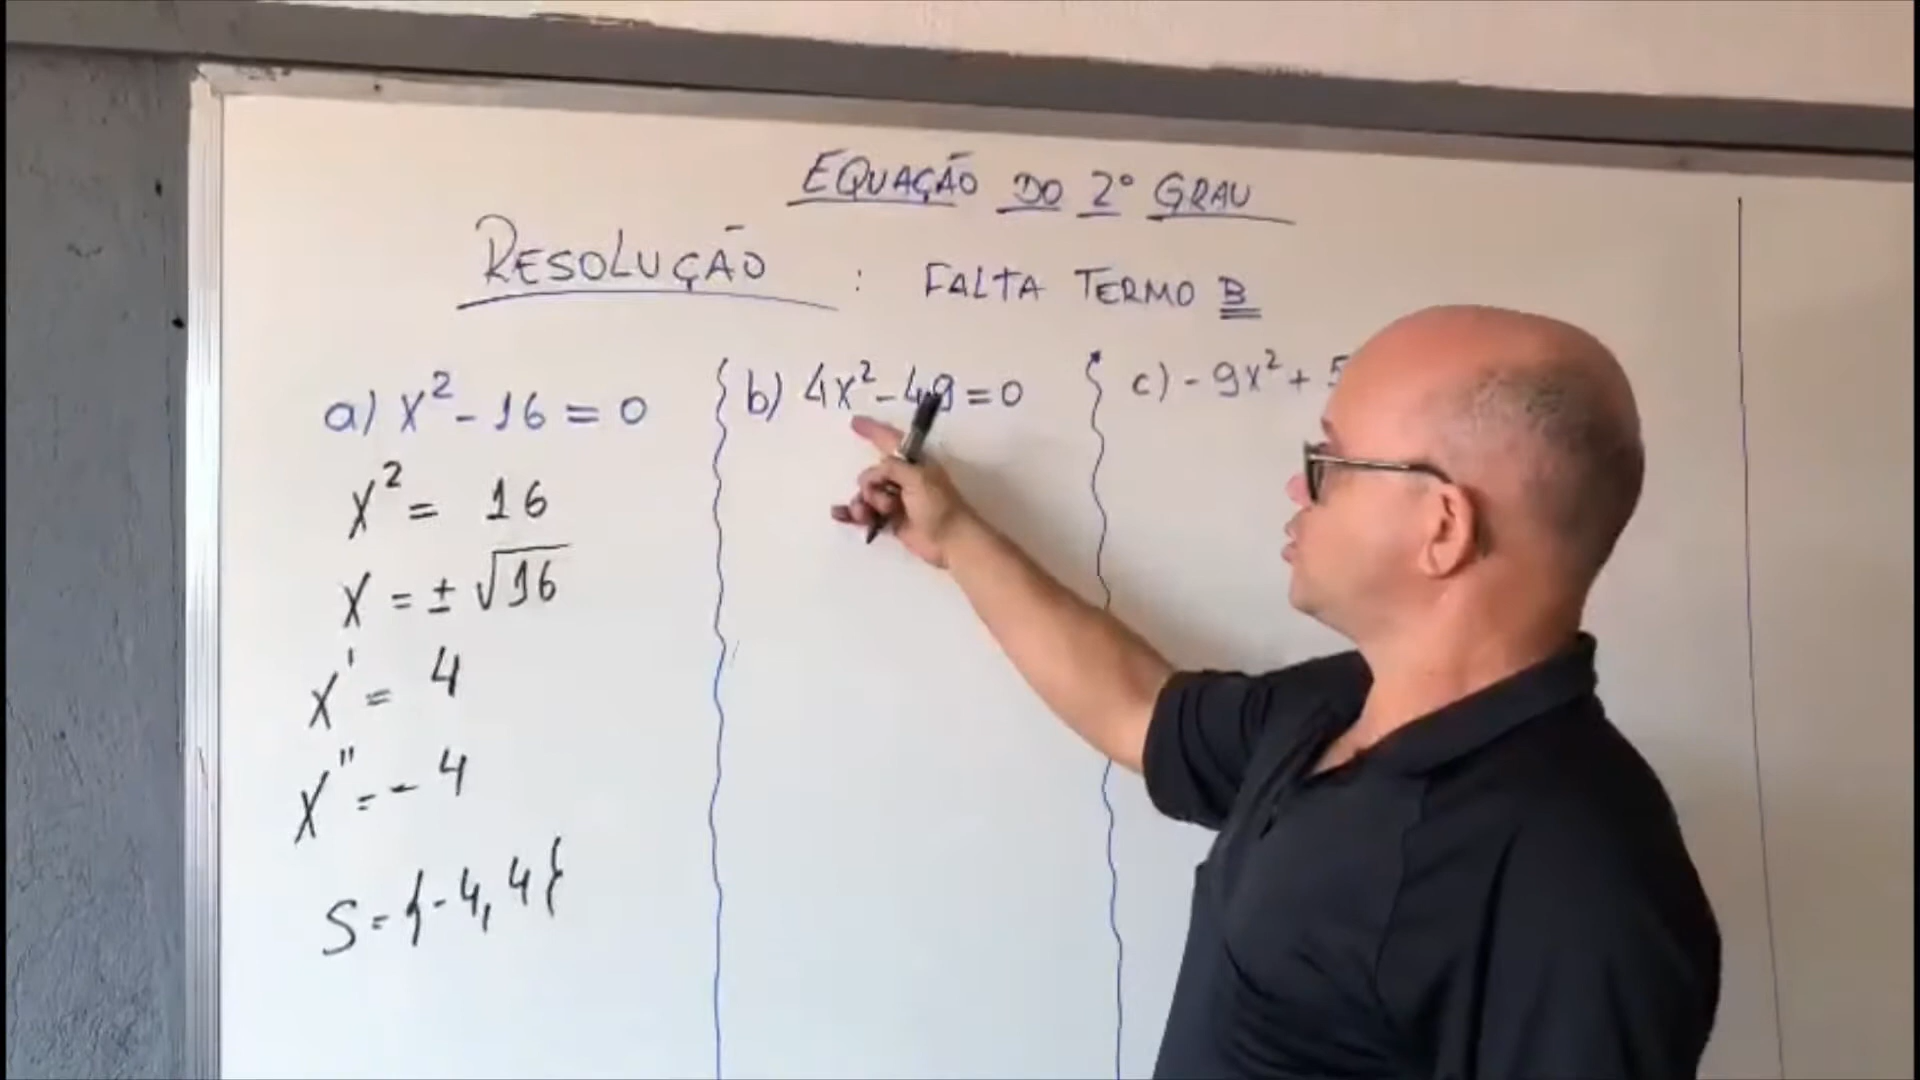 EQUAÇÃO DO 2° GRAU
RESOLUÇÃO : FALTA TERMO B
a) x² - 16 = 0
x² = 16
x = ± √16
x' = 4
x'' = - 4
S = {- 4, 4}
b) 4x² - 49 = 0
c) - 9x² + 5